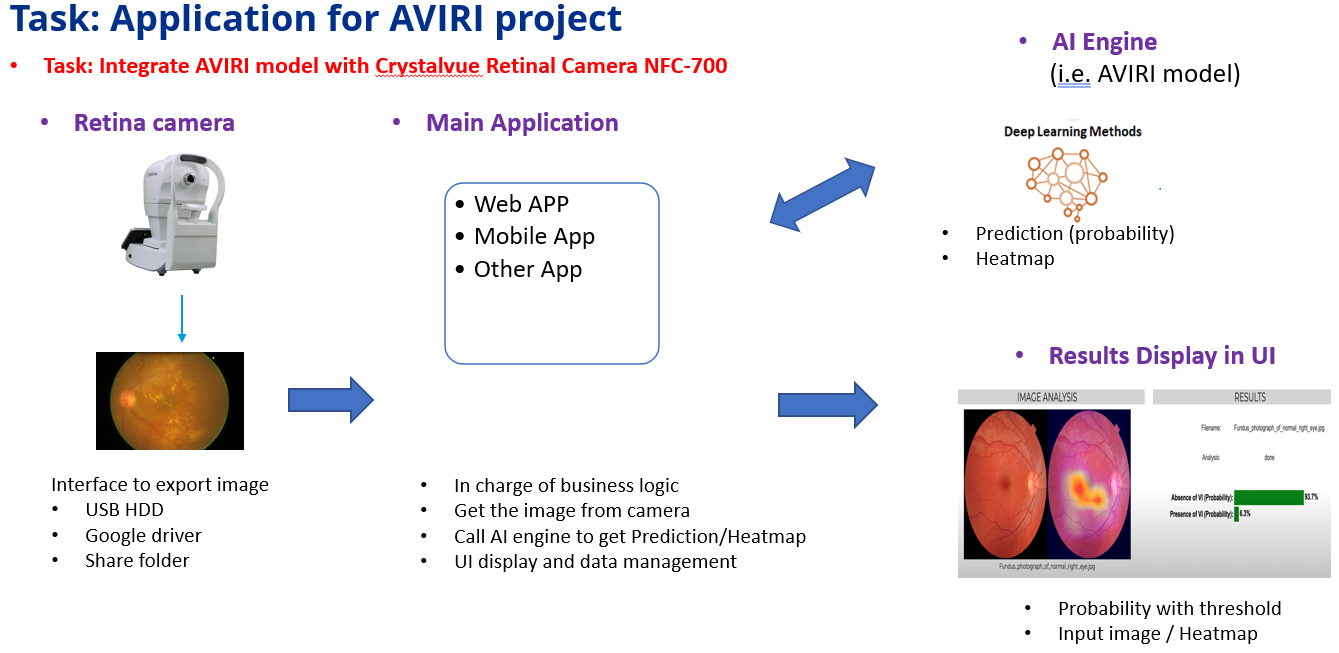 Task: Application for AVIRI project
• Task: Integrate AVIRI model with Crystalvue Retinal Camera NFC-700
• Retina camera
Interface to export image
• USB HDD
• Google driver
• Share folder
• Main Application
• Web APP
• Mobile App
• Other App
• In charge of business logic
• Get the image from camera
• Call AI engine to get Prediction/Heatmap
• UI display and data management
• AI Engine
(i.e. AVIRI model)
Deep Learning Methods
• Prediction (probability)
• Heatmap
• Results Display in UI
IMAGE ANALYSIS
Fundus_photograph_of_normal_right_eye.jpg
RESULTS
Filename: Fundus_photograph_of_normal_right_eye.jpg
Analysis: done
Absence of VI (Probability): 93.7%
Presence of VI (Probability): 6.3%
• Probability with threshold
• Input image / Heatmap